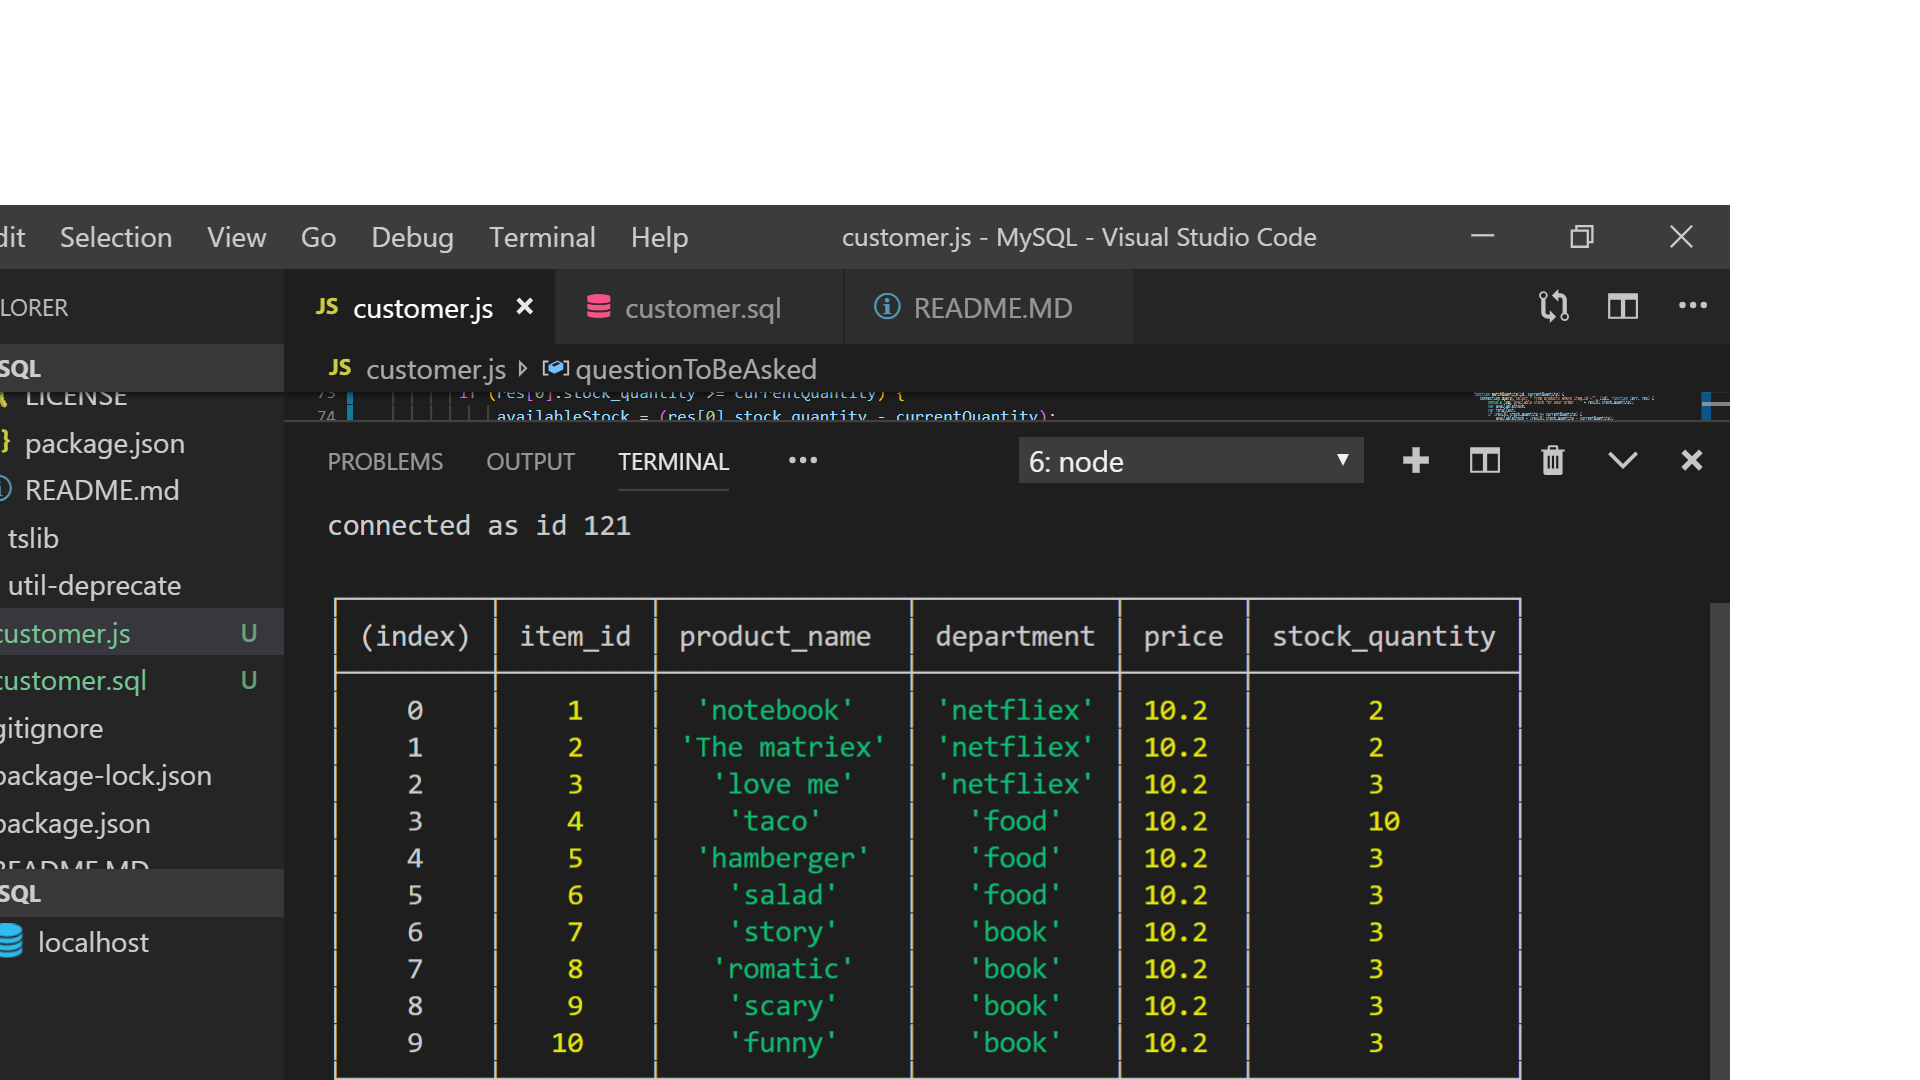 dit Selection View Go Debug Terminal Help customer.js - MySQL - Visual Studio Code
LORER
JS customer.js customer.sql README.MD
SQL
JS customer.js questionToBeAsked
LICENSE
package.json
README.md
tslib
util-deprecate
customer.js U
customer.sql U
gitignore
package-lock.json
package.json
README.MD
SQL
localhost
73 if (res[0].stock_quantity >= currentQuantity) {
74 availableStock = (res[0].stock_quantity - currentQuantity);
PROBLEMS OUTPUT TERMINAL 6: node
connected as id 121
(index) item_id product_name department price stock_quantity
0 1 'notebook' 'netfliex' 10.2 2
1 2 'The matriex' 'netfliex' 10.2 2
2 3 'love me' 'netfliex' 10.2 3
3 4 'taco' 'food' 10.2 10
4 5 'hamberger' 'food' 10.2 3
5 6 'salad' 'food' 10.2 3
6 7 'story' 'book' 10.2 3
7 8 'romatic' 'book' 10.2 3
8 9 'scary' 'book' 10.2 3
9 10 'funny' 'book' 10.2 3